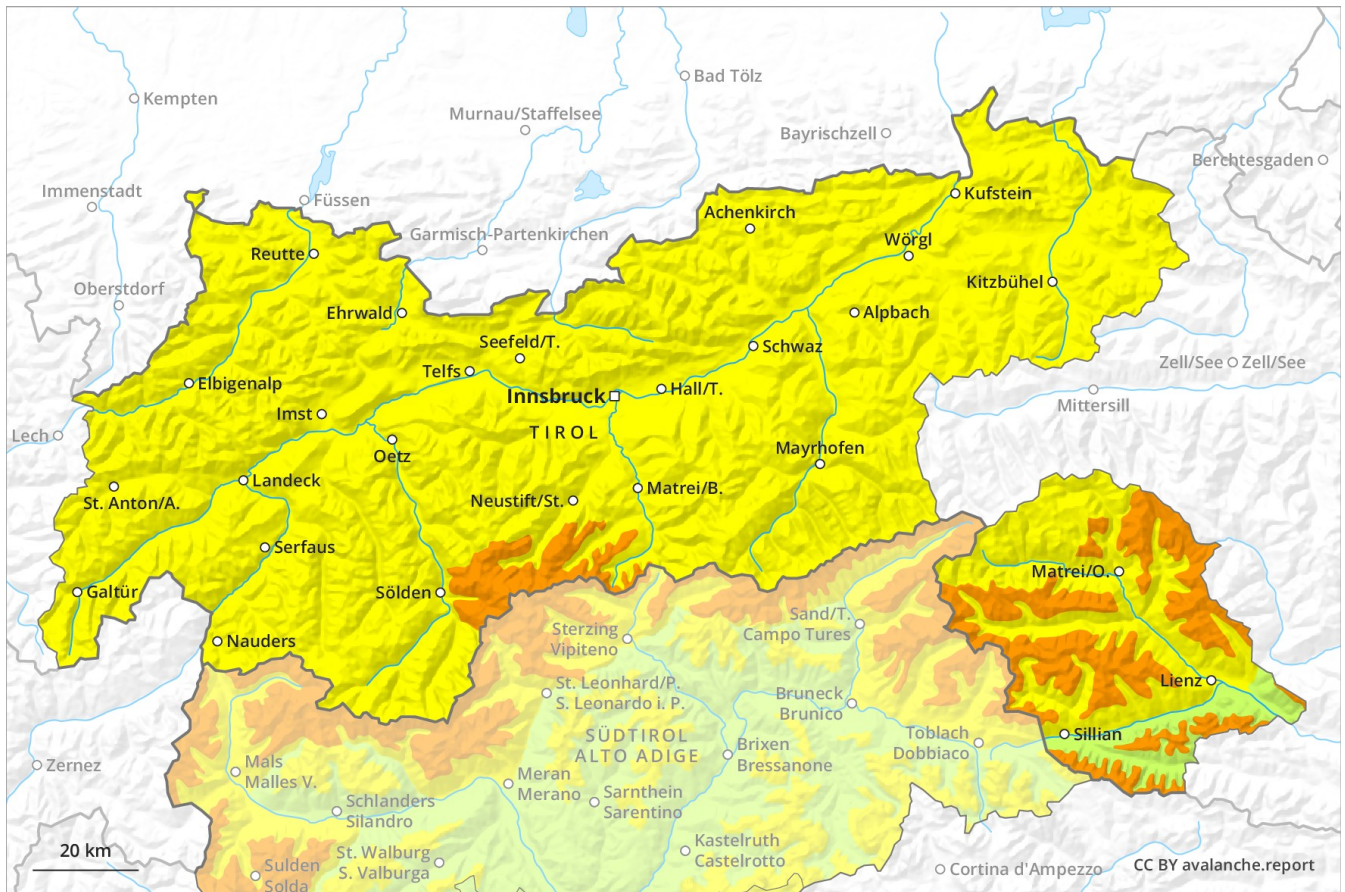 Kempten
Bad Tölz
Murnau/Staffelsee
Bayrischzell
Berchtesgaden
Immenstadt
Füssen
Kufstein
Achenkirch
Garmisch-Partenkirchen
Wörgl
Reutte
Kitzbühel
Oberstdorf
Ehrwald
Alpbach
Seefeld/T.
Schwaz
Zell/See
Zell/See
Telfs
Elbigenalp
Hall/T.
Innsbruck
Mittersill
Imst
TIROL
Lech
Oetz
Mayrhofen
Landeck
St. Anton/A.
Neustift/St.
Matrei/B.
Serfaus
Matrei/O.
Galtür
Sölden
Sand/T.
Campo Tures
Sterzing
Vipiteno
Nauders
Lienz
St. Leonhard/P.
S. Leonardo i. P.
Bruneck
Brunico
Sillian
SÜDTIROL
ALTO ADIGE
Toblach
Dobbiaco
Brixen
Bressanone
Zernez
Mals
Malles V.
Meran
Merano
Sarnthein
Sarentino
Schlanders
Silandro
Kastelruth
Castelrotto
20 km
St. Walburg
S. Valburga
Sulden
Solda
Cortina d'Ampezzo
CC BY avalanche.report